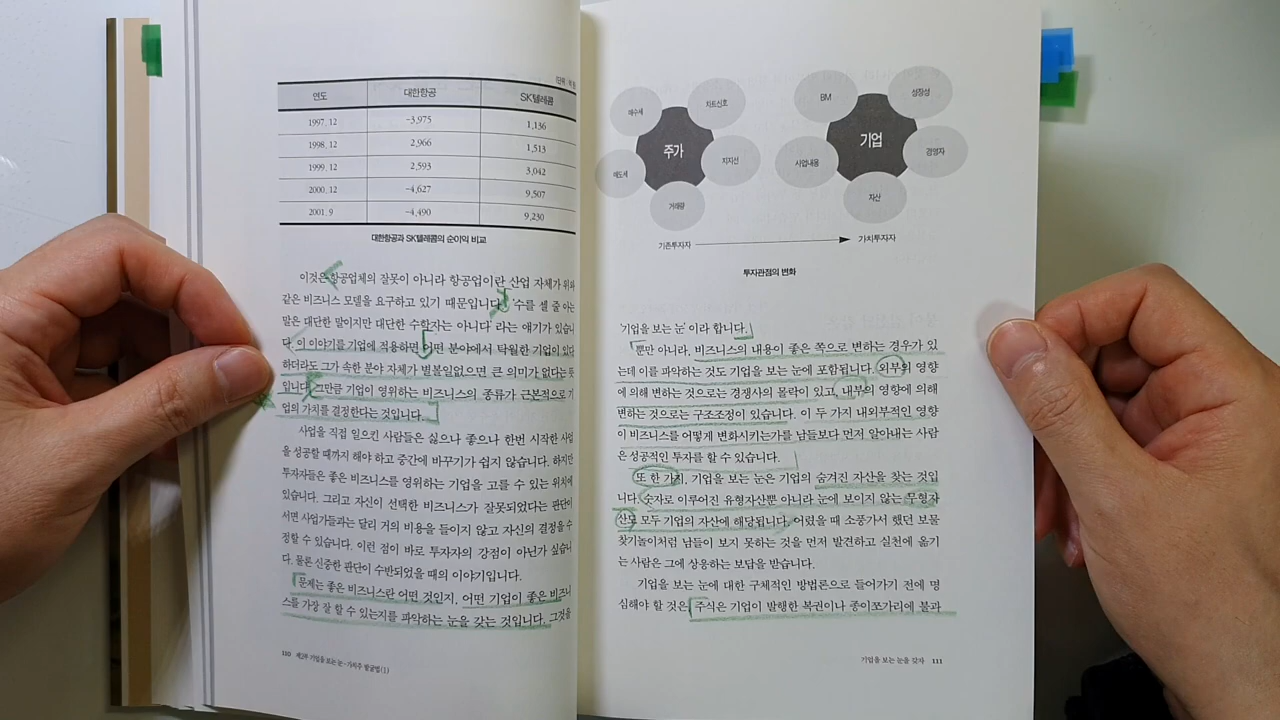 (단위 : 억 원)
연도 대한항공 SK텔레콤
1997. 12 -3,975 1,136
1998. 12 2,966 1,513
1999. 12 2,593 3,042
2000. 12 -4,627 9,507
2001. 9 -4,490 9,230
대한항공과 SK텔레콤의 순이익 비교
이것은 항공업체의 잘못이 아니라 항공업이란 산업 자체가 위와
같은 비즈니스 모델을 요구하고 있기 때문입니다. '수를 셀 줄 아는
말은 대단한 말이지만 대단한 수학자는 아니다' 라는 얘기가 있습니
다. 이 이야기를 기업에 적용하면 어떤 분야에서 탁월한 기업이 있다
하더라도 그가 속한 분야 자체가 별볼일없으면 큰 의미가 없다는 뜻
입니다. 그만큼 기업이 영위하는 비즈니스의 종류가 근본적으로 기
업의 가치를 결정한다는 것입니다.
사업을 직접 일으킨 사람들은 싫으나 좋으나 한번 시작한 사업
을 성공할 때까지 해야 하고 중간에 바꾸기가 쉽지 않습니다. 하지만
투자자들은 좋은 비즈니스를 영위하는 기업을 고를 수 있는 위치에
있습니다. 그리고 자신이 선택한 비즈니스가 잘못되었다는 판단이
서면 사업가들과는 달리 거의 비용을 들이지 않고 자신의 결정을 수
정할 수 있습니다. 이런 점이 바로 투자자의 강점이 아닌가 싶습니
다. 물론 신중한 판단이 수반되었을 때의 이야기입니다.
문제는 좋은 비즈니스란 어떤 것인지, 어떤 기업이 좋은 비즈니
스를 가장 잘 할 수 있는지를 파악하는 눈을 갖는 것입니다. 그것을
110 제2부 기업을 보는 눈 - 가치주 발굴법(1)
매수세
차트신호
주가
지지선
매도세
거래량
기존투자자
BM
성장성
기업
경영자
사업내용
자산
가치투자자
투자관점의 변화
'기업을 보는 눈' 이라 합니다.
뿐만 아니라, 비즈니스의 내용이 좋은 쪽으로 변하는 경우가 있
는데 이를 파악하는 것도 기업을 보는 눈에 포함됩니다. 외부의 영향
에 의해 변하는 것으로는 경쟁사의 몰락이 있고, 내부의 영향에 의해
변하는 것으로는 구조조정이 있습니다. 이 두 가지 내외부적인 영향
이 비즈니스를 어떻게 변화시키는가를 남들보다 먼저 알아내는 사람
은 성공적인 투자를 할 수 있습니다.
또 한 가지, 기업을 보는 눈은 기업의 숨겨진 자산을 찾는 것입
니다. 숫자로 이루어진 유형자산뿐 아니라 눈에 보이지 않는 무형자
산도 모두 기업의 자산에 해당됩니다. 어렸을 때 소풍가서 했던 보물
찾기놀이처럼 남들이 보지 못하는 것을 먼저 발견하고 실천에 옮기
는 사람은 그에 상응하는 보답을 받습니다.
기업을 보는 눈에 대한 구체적인 방법론으로 들어가기 전에 명
심해야 할 것은, 주식은 기업이 발행한 복권이나 종이쪼가리에 불과
기업을 보는 눈을 갖자 111